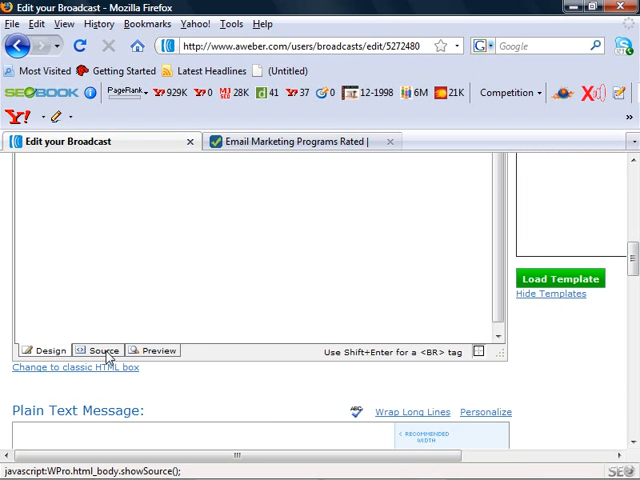 Edit your Broadcast - Mozilla Firefox
File Edit View History Bookmarks Yahoo! Tools Help
http://www.aweber.com/users/broadcasts/edit/5272480
Google
Most Visited Getting Started Latest Headlines (Untitled)
SEOBOOK PageRank 929K 0 28K 41 37 0 12-1998 6M 21K Competition
Y!
Edit your Broadcast Email Marketing Programs Rated |
Load Template
Hide Templates
Design Source Preview Use Shift+Enter for a <BR> tag
Change to classic HTML box
Plain Text Message: Wrap Long Lines Personalize
< RECOMMENDED
WIDTH
javascript:WPro.html_body.showSource();
SEO